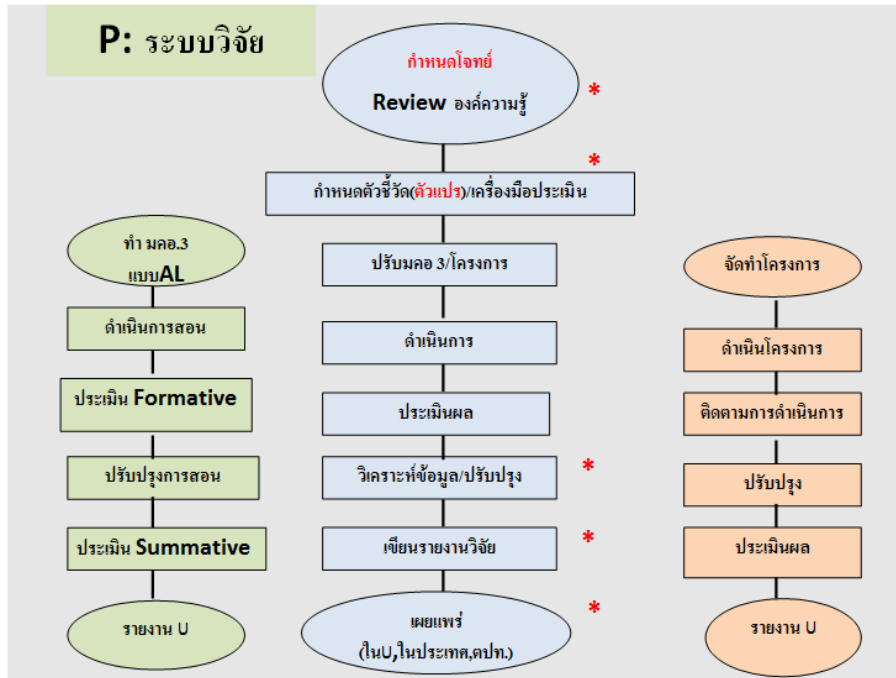 P: ระบบวิจัย
กำหนดโจทย์
Review องค์ความรู้
*
*
กำหนดตัวชี้วัด(ตัวแปร)/เครื่องมือประเมิน
ปรับมคอ 3/โครงการ
ดำเนินการ
ประเมินผล
วิเคราะห์ข้อมูล/ปรับปรุง
*
เขียนรายงานวิจัย
*
เผยแพร่
(ในU,ในประเทศ,ตปท.)
*
ทำ มคอ.3
แบบAL
ดำเนินการสอน
ประเมิน Formative
ปรับปรุงการสอน
ประเมิน Summative
รายงาน U
จัดทำโครงการ
ดำเนินโครงการ
ติดตามการดำเนินการ
ปรับปรุง
ประเมินผล
รายงาน U